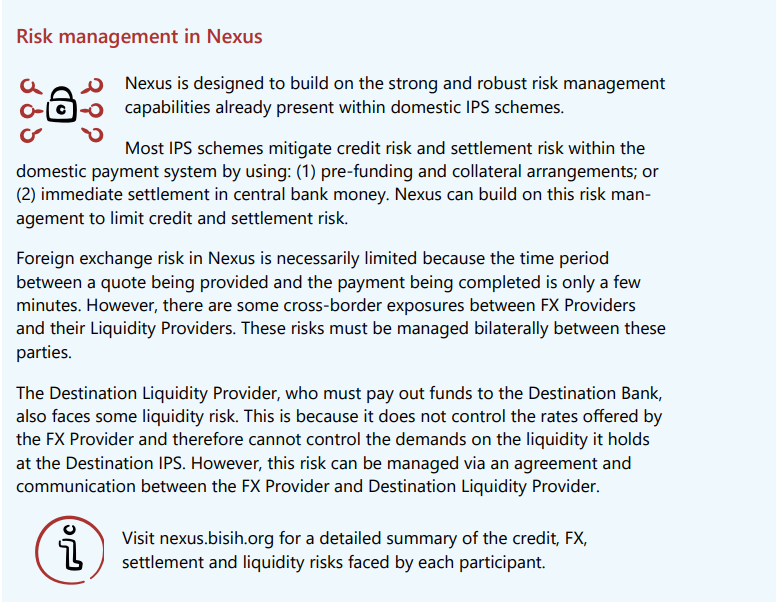 Risk management in Nexus
Nexus is designed to build on the strong and robust risk management
capabilities already present within domestic IPS schemes.
Most IPS schemes mitigate credit risk and settlement risk within the
domestic payment system by using: (1) pre-funding and collateral arrangements; or
(2) immediate settlement in central bank money. Nexus can build on this risk man-
agement to limit credit and settlement risk.
Foreign exchange risk in Nexus is necessarily limited because the time period
between a quote being provided and the payment being completed is only a few
minutes. However, there are some cross-border exposures between FX Providers
and their Liquidity Providers. These risks must be managed bilaterally between these
parties.
The Destination Liquidity Provider, who must pay out funds to the Destination Bank,
also faces some liquidity risk. This is because it does not control the rates offered by
the FX Provider and therefore cannot control the demands on the liquidity it holds
at the Destination IPS. However, this risk can be managed via an agreement and
communication between the FX Provider and Destination Liquidity Provider.
Visit nexus.bisih.org for a detailed summary of the credit, FX,
settlement and liquidity risks faced by each participant.